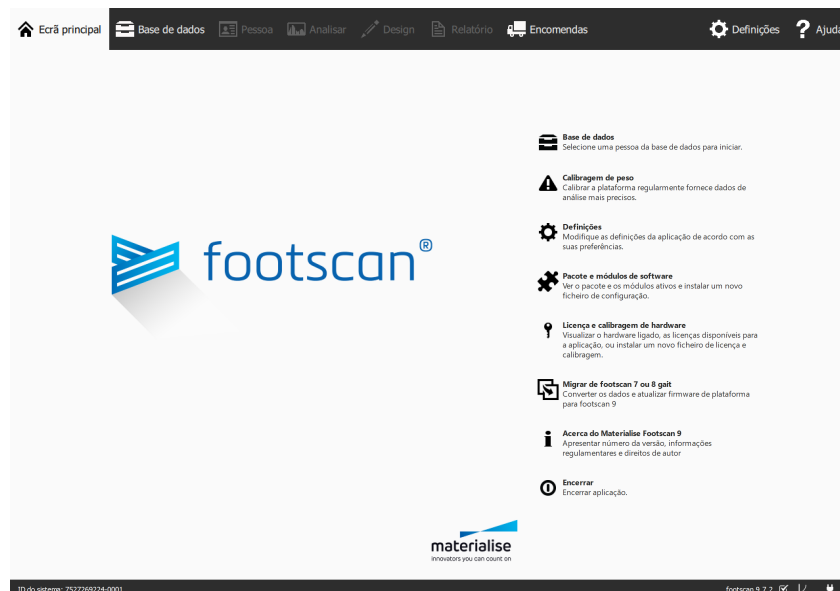 Ecrã principal
Base de dados
Pessoa
Analisar
Design
Relatório
Encomendas
Definições
? Ajuda
Base de dados
Selecione uma pessoa da base de dados para iniciar.
Calibragem de peso
Calibrar a plataforma regularmente fornece dados de
análise mais precisos.
Definições
Modifique as definições da aplicação de acordo com as
suas preferências.
Pacote e módulos de software
Ver o pacote e os módulos ativos e instalar um novo
ficheiro de configuração.
Licença e calibragem de hardware
Visualizar o hardware ligado, as licenças disponíveis para
a aplicação, ou instalar um novo ficheiro de licença e
calibragem.
Migrar de footscan 7 ou 8 gait
Converter os dados e atualizar firmware de plataforma
para footscan 9
Acerca do Materialise Footscan 9
Apresentar número da versão, informações
regulamentares e direitos de autor
Encerrar
Encerrar aplicação.
footscan®
materialise
innovators you can count on
ID do sistema: 7527269224-0001
footscan 9.7.2